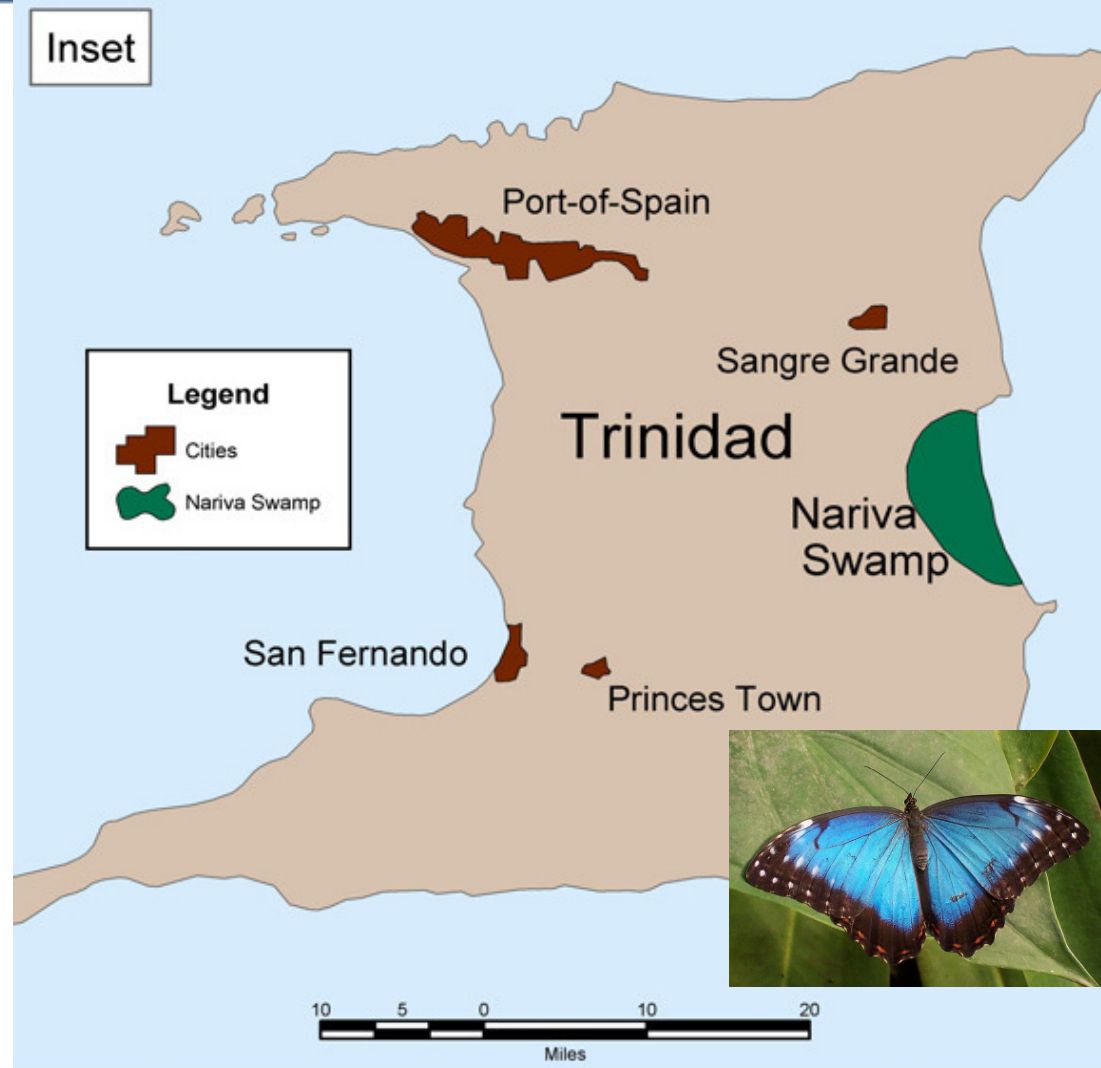 Inset
Port-of-Spain
Sangre Grande
Trinidad
Legend
Cities
Nariva Swamp
Nariva
Swamp
San Fernando
Princes Town
10 5 0 10 20
Miles